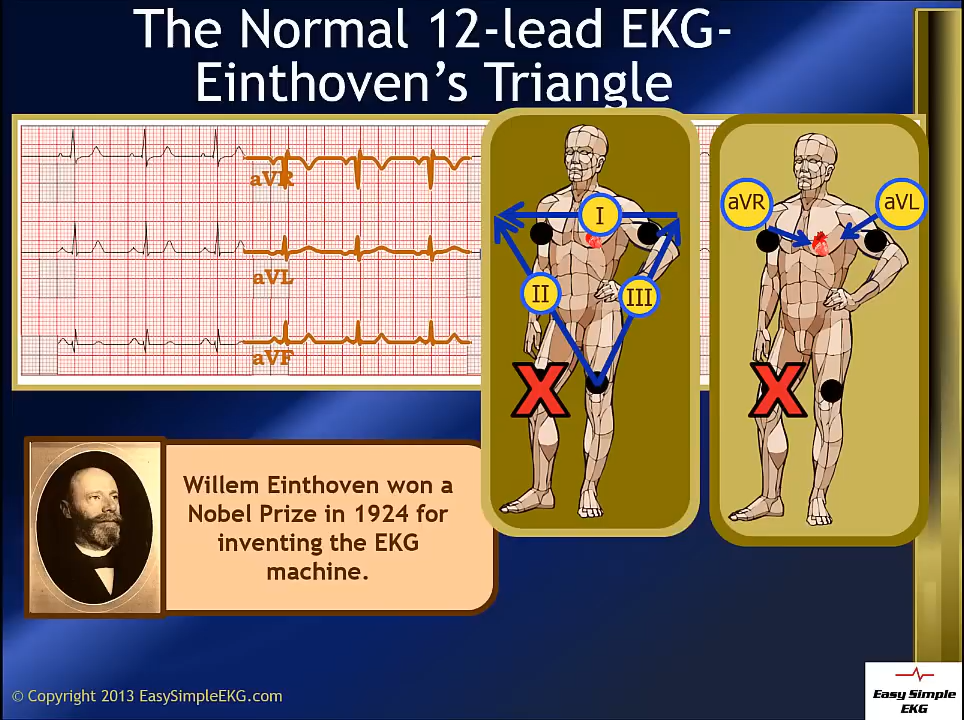 The Normal 12-lead EKG-
Einthoven’s Triangle
aVR
aVL
aVF
I
II
III
X
aVR
aVL
X
Willem Einthoven won a
Nobel Prize in 1924 for
inventing the EKG
machine.
© Copyright 2013 EasySimpleEKG.com
Easy Simple
EKG